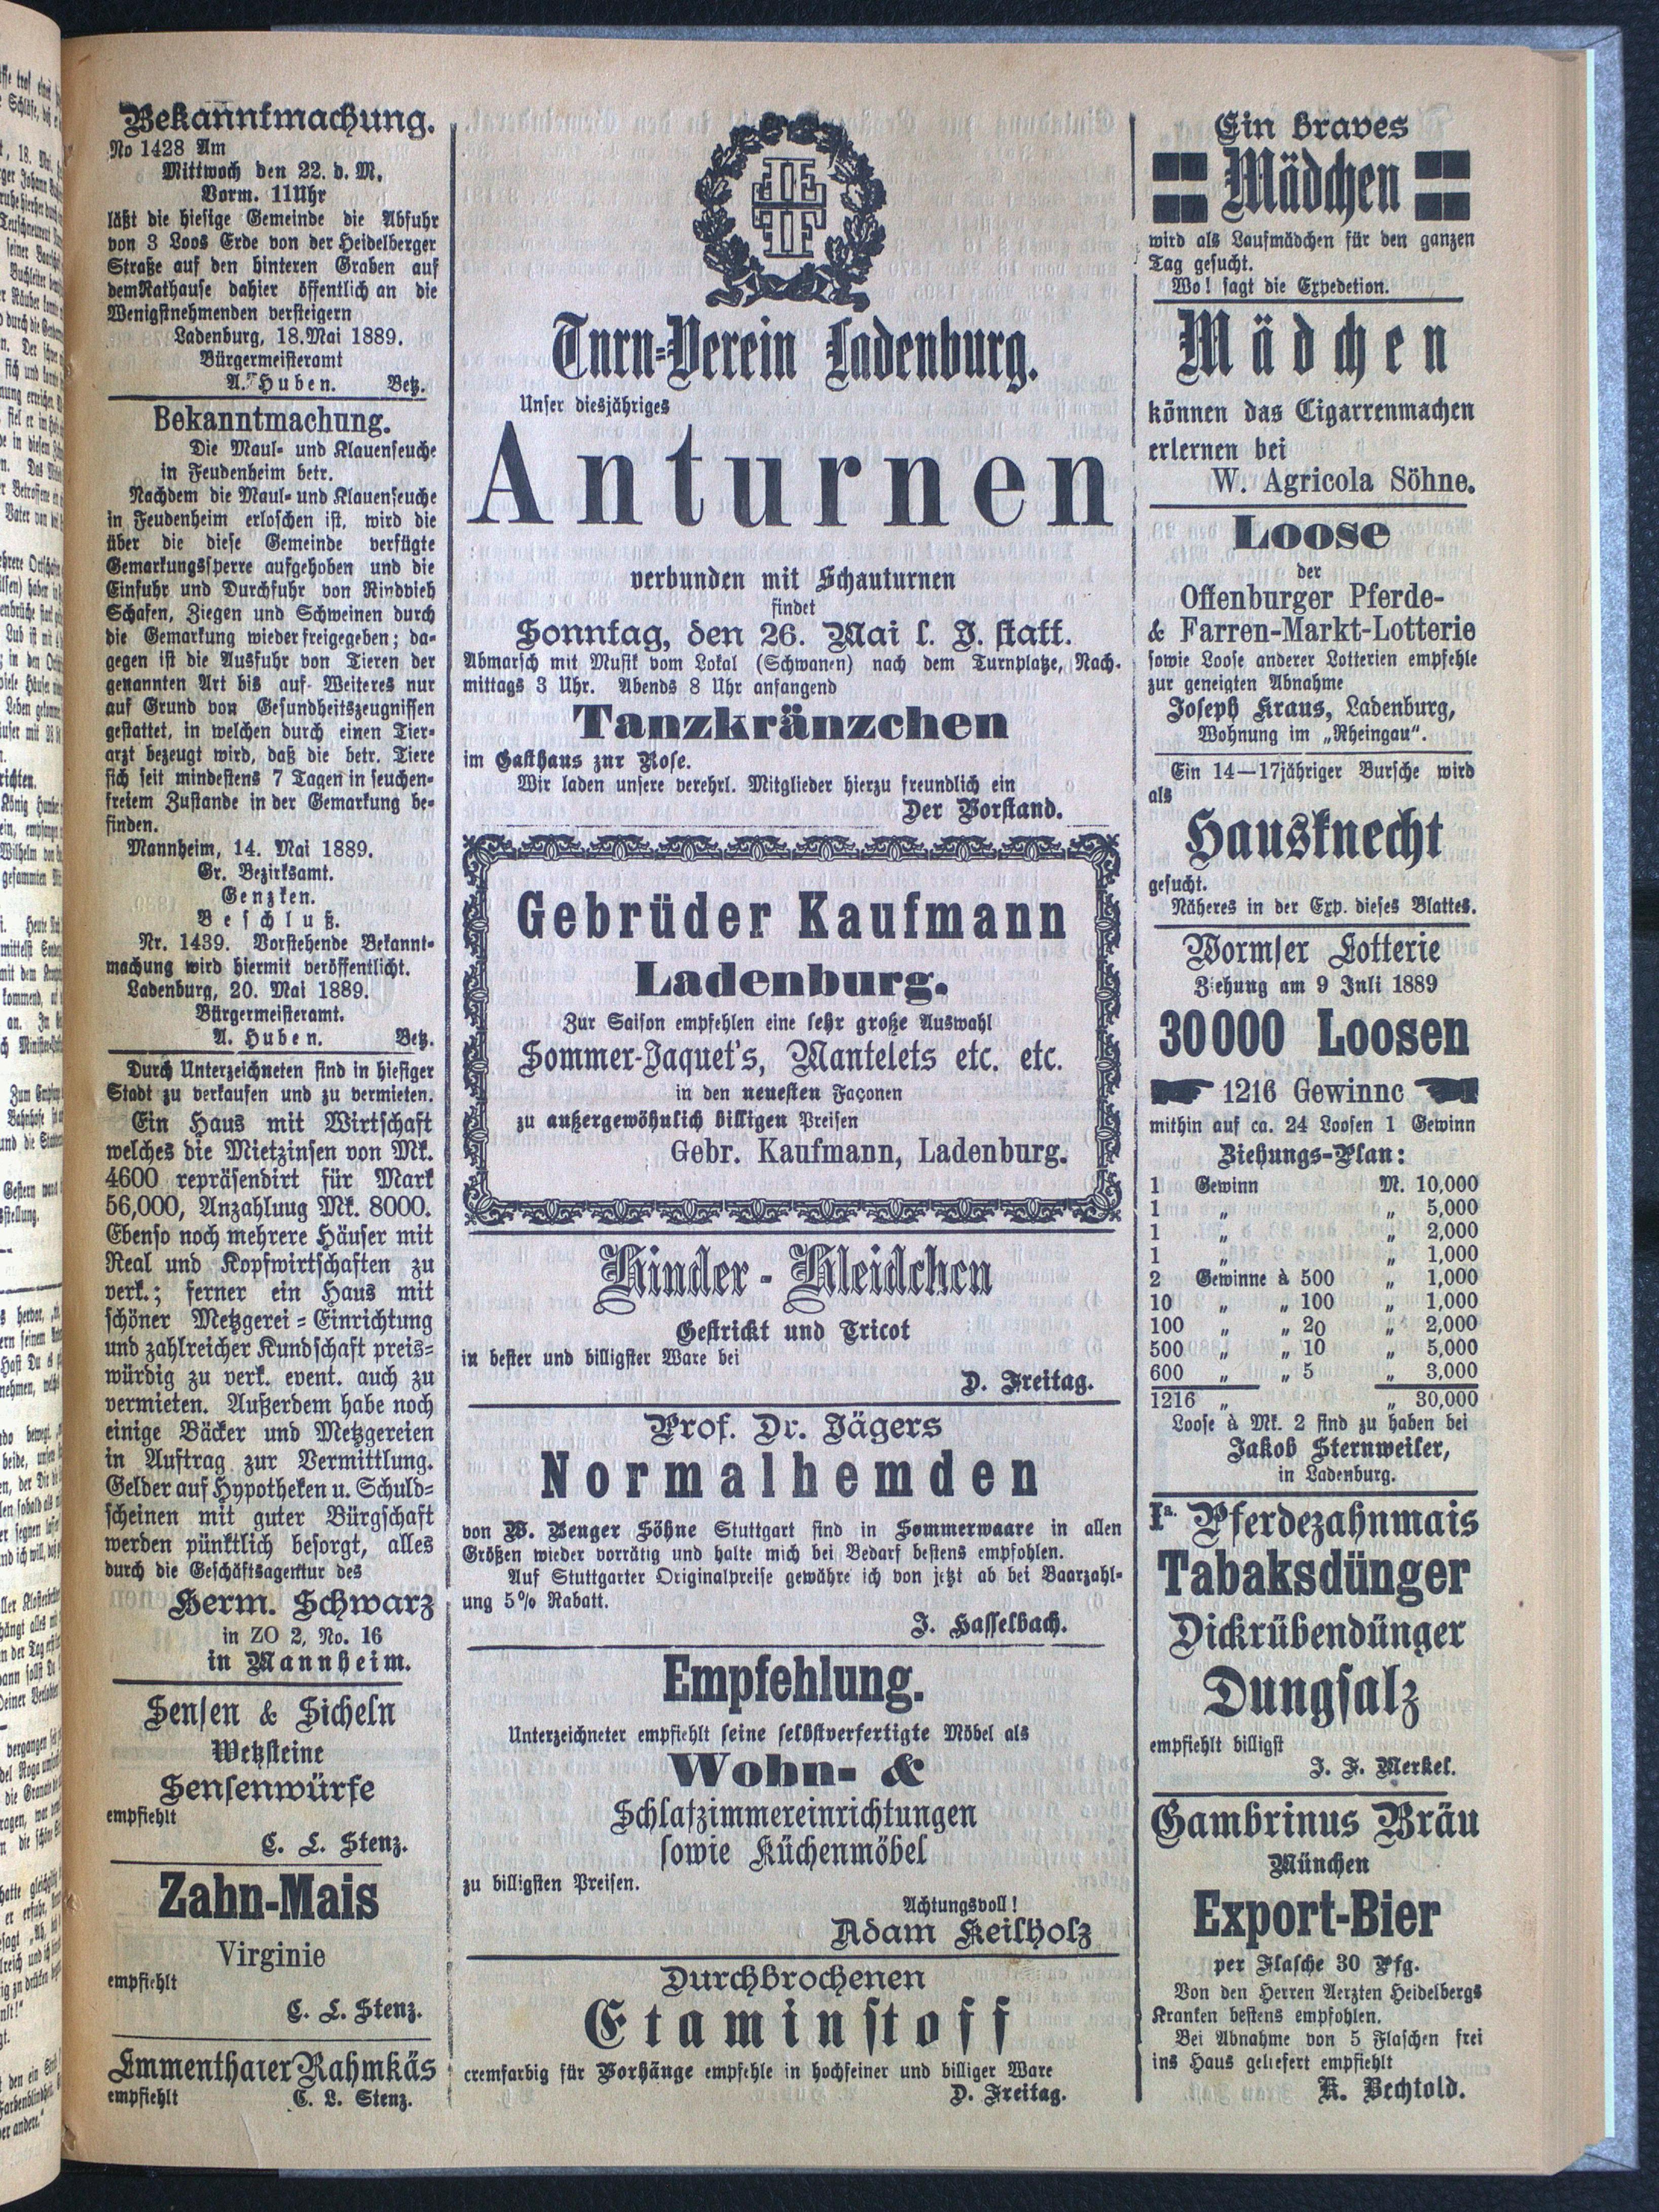 Bekanntmachung.
No 1428 Am
Mittwoch den 22. d. M.
Vorm. 11Uhr
läßt die hiesige Gemeinde die Abfuhr
von 3 Loos Erde von der Heidelberger
Straße auf den hinteren Graben auf
demRathause dahier öffentlich an die
Wenigstnehmenden versteigern
Ladenburg, 18.Mai 1889.
Bürgermeisteramt
A. Huben. Betz.
Bekanntmachung.
Die Maul- und Klauenseuche
in Feudenheim betr.
Nachdem die Maul- und Klauenseuche
in Feudenheim erloschen ist, wird die
über die diese Gemeinde verfügte
Gemarkungssperre aufgehoben und die
Einfuhr und Durchfuhr von Rindvieh
Schafen, Ziegen und Schweinen durch
die Gemarkung wieder freigegeben; da-
gegen ist die Ausfuhr von Tieren der
genannten Art bis auf Weiteres nur
auf Grund von Gesundheitszeugnissen
gestattet, in welchen durch einen Tier-
arzt bezeugt wird, daß die betr. Tiere
sich seit mindestens 7 Tagen in seuchen-
freiem Zustande in der Gemarkung be-
finden.
Mannheim, 14. Mai 1889.
Gr. Bezirksamt.
Genzken.
Beschluß.
Nr. 1439. Vorstehende Bekannt-
machung wird hiermit veröffentlicht.
Ladenburg, 20. Mai 1889.
Bürgermeisteramt.
A. Huben. Betz.
Durch Unterzeichneten sind in hiesiger
Stadt zu verkaufen und zu vermieten.
Ein Haus mit Wirtschaft
welches die Mietzinsen von Mk.
4600 repräsendirt für Mark
56,000, Anzahluug Mk. 8000.
Ebenso noch mehrere Häuser mit
Real und Kopfwirtschaften zu
verk.; ferner ein Haus mit
schöner Metzgerei-Einrichtung
und zahlreicher Kundschaft preis-
würdig zu verk. event. auch zu
vermieten. Außerdem habe noch
einige Bäcker und Metzgereien
in Auftrag zur Vermittlung.
Gelder auf Hypotheken u. Schuld-
scheinen mit guter Bürgschaft
werden pünktlich besorgt, alles
durch die Geschäftsagentur des
Herm. Schwarz
in ZO 2, No. 16
in Mannheim.
Sensen & Sicheln
Wetzsteine
Sensenwürfe
empfiehlt
C. L. Stenz.
Zahn-Mais
Virginie
empfiehlt
C. L. Stenz.
Emmenthaier Rahmkäs
empfiehlt C. L. Stenz.
Turn-Verein Ladenburg.
Unser diesjähriges
Anturnen
verbunden mit Schauturnen
findet
Sonntag, den 26. Mai l. J. statt.
Abmarsch mit Musik vom Lokal (Schwanen) nach dem Turnplatze, Nach-
mittags 3 Uhr. Abends 8 Uhr anfangend
Tanzkränzchen
im Gasthaus zur Rose.
Wir laden unsere verehrl. Mitglieder hierzu freundlich ein
Der Vorstand.
Gebrüder Kaufmann
Ladenburg.
Zur Saison empfehlen eine sehr große Auswahl
Sommer-Jaquet's, Mantelets etc. etc.
in den neuesten Façonen
zu außergewöhnlich billigen Preisen
Gebr. Kaufmann, Ladenburg.
Kinder-Kleidchen
Gestrickt und Tricot
in bester und billigster Ware bei
D. Freitag.
Prof. Dr. Jägers
Normalhemden
von W. Benger Söhne Stuttgart sind in Sommerwaare in allen
Größen wieder vorrätig und halte mich bei Bedarf bestens empfohlen.
Auf Stuttgarter Originalpreise gewähre ich von jetzt ab bei Baarzahl-
ung 5% Rabatt.
J. Hasselbach.
Empfehlung.
Unterzeichneter empfiehlt seine selbstverfertigte Möbel als
Wohn- &
Schlafzimmereinrichtungen
sowie Küchenmöbel
zu billigsten Preisen.
Achtungsvoll!
Adam Keilholz
Durchbrochenen
Etaminstoff
cremfarbig für Vorhänge empfehle in hochfeiner und billiger Ware
D. Freitag.
Ein braves
Mädchen
wird als Laufmädchen für den ganzen
Tag gesucht.
Wo! sagt die Expedetion.
Mädchen
können das Cigarrenmachen
erlernen bei
W. Agricola Söhne.
Loose
der
Offenburger Pferde-
& Farren-Markt-Lotterie
sowie Loose anderer Lotterien empfehle
zur geneigten Abnahme
Joseph Kraus, Ladenburg,
Wohnung im „Rheingau“.
Ein 14—17jähriger Bursche wird
als
Hausknecht
gesucht.
Näheres in der Exp. dieses Blattes.
Wormser Lotterie
Ziehung am 9 Juli 1889
30000 Loosen
1216 Gewinne
mithin auf ca. 24 Loosen 1 Gewinn
Ziehungs-Plan:
1 Gewinn M. 10,000
1 „ „ 5,000
1 „ „ 2,000
1 „ „ 1,000
2 Gewinne à 500 „ 1,000
10 „ „ 100 „ 1,000
100 „ „ 20 „ 2,000
500 „ „ 10 „ 5,000
600 „ „ 5 „ 3,000
1216 „ „ 30,000
Loose à Mk. 2 sind zu haben bei
Jakob Sternweiler,
in Ladenburg.
Ia. Pferdezahnmais
Tabaksdünger
Dickrübendünger
Dungsalz
empfiehlt billigst
J. F. Merkel.
Gambrinus Bräu
München
Export-Bier
per Flasche 30 Pfg.
Von den Herren Aerzten Heidelbergs
Kranken bestens empfohlen.
Bei Abnahme von 5 Flaschen frei
ins Haus geliefert empfiehlt
K. Bechtold.